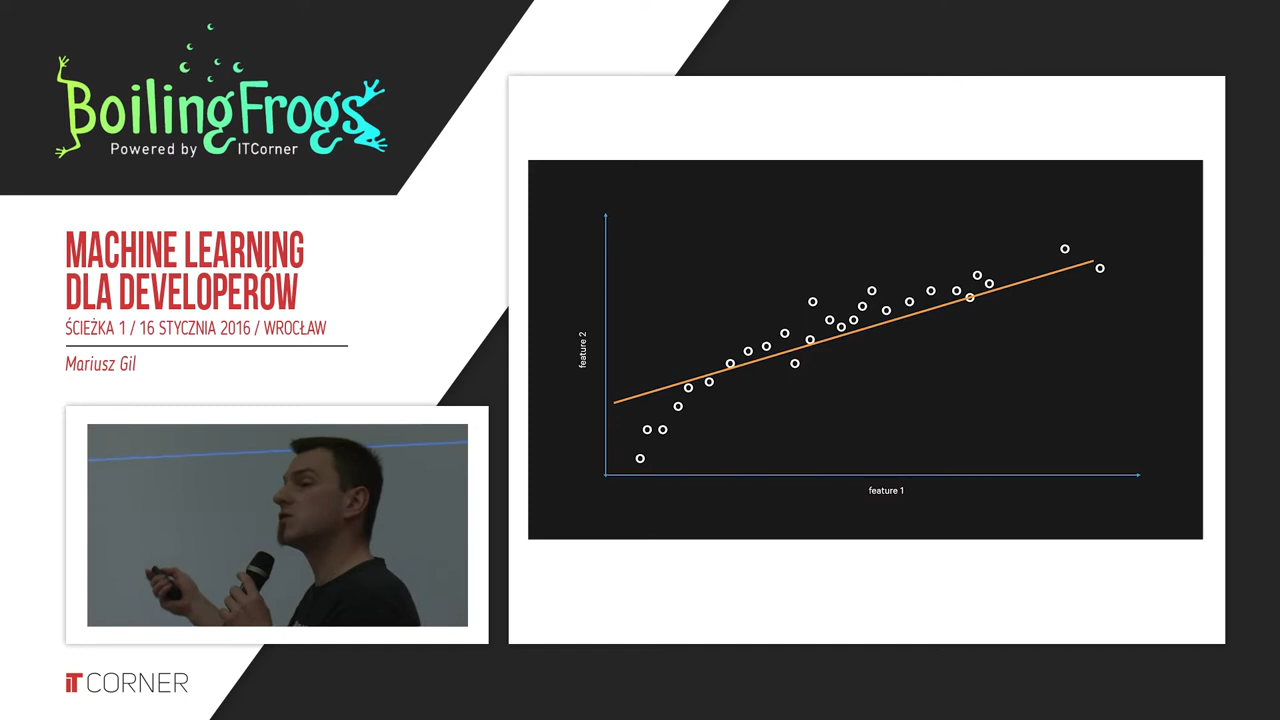 BoilingFrogs
Powered by ITCorner
MACHINE LEARNING
DLA DEVELOPERÓW
ŚCIEŻKA 1 / 16 STYCZNIA 2016 / WROCŁAW
Mariusz Gil
feature 2
feature 1
iT CORNER